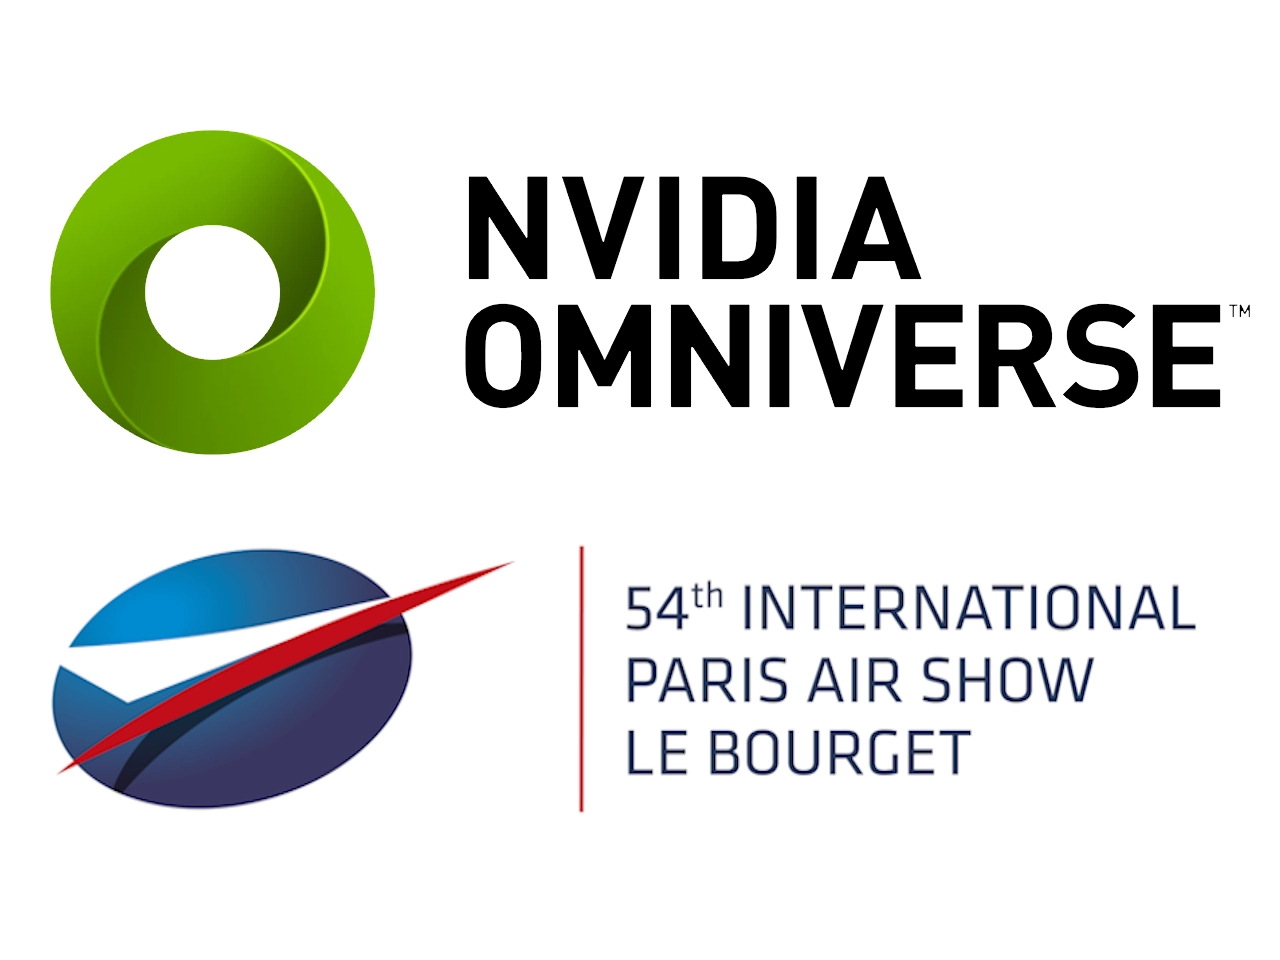 NVIDIA
OMNIVERSE™
54th INTERNATIONAL
PARIS AIR SHOW
LE BOURGET